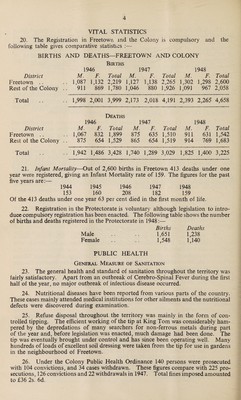 4
VITAL STATISTICS
20. The Registration in Freetown and the Colony is compulsory and the
following table gives comparative statistics :—
BIRTHS AND DEATHS—FREETOWN AND COLONY
BIRTHS
1946 1947 1948
District M. F. Total M. F. Total M. F. Total
Freetown . . 1,087 1,132 2,219 1,127 1,138 2,265 1,302 1,298 2,600
Rest of the Colony . . 911 869 1,780 1,046 880 1,926 1,091 967 2,058
Total . . 1,998 2,001 3,999 2,173 2,018 4,191 2,393 2,265 4,658
DEATHS
1946 1947 1948
District M. F. Total M. F. Total M. F. Total
Freetown . . 1,067 832 1,899 875 635 1,510 911 631 1,542
Rest of the Colony . . 875 654 1,529 865 654 1,519 914 769 1,683
Total . . 1,942 1,486 3,428 1,740 1,289 3,029 1,825 1,400 3,225
21. Infant Mortality—Out of 2,600 births in Freetown 413 deaths under one
year were registered, giving an Infant Mortality rate of 159. The figures for the past
five years are:—
1944 1945 1946 1947 1948
153 160 208 182 159
Of the 413 deaths under one year 63 per cent died in the first month of life.
22. Registration in the Protectorate is voluntary although legislation to intro-
duce compulsory registration has been enacted. The following table shows the number
of births and deaths registered in the Protectorate in 1948:—
Births Deaths
Male 1,651 1,238
Female 1,548 1,140
PUBLIC HEALTH
GENERAL MEASURE OF SANITATION
23. The general health and standard of sanitation throughout the territory was
fairly satisfactory. Apart from an outbreak of Cerebro-Spinal Fever during the first
half of the year, no major outbreak of infectious disease occurred.
24. Nutritional diseases have been reported from various parts of the country.
These cases mainly attended medical institutions for other ailments and the nutritional
defects were discovered during examination.
25. Refuse disposal throughout the territory was mainly in the form of con-
trolled tipping. The efficient working of the tip at Kingtom was considerably ham-
pered by the depredations of many searchers for non-ferrous metals during part
of the year and, before legislation was enacted, much damage had been done. The
tip was eventually brought under control and has since been operating well. Many
hundreds of loads of excellent soil dressing were taken from the tip for use in gardens
in the neighbourhood of Freetown.
26. Under the Colony Public Health Ordinance 140 persons were prosecuted
with 104 convictions, and 34 cases withdrawn. These figures compare with 225 pro-
secutions, 126 convictions and 22 withdrawals in 1947. Total fines imposed amounted
to £36 2s. 6d.